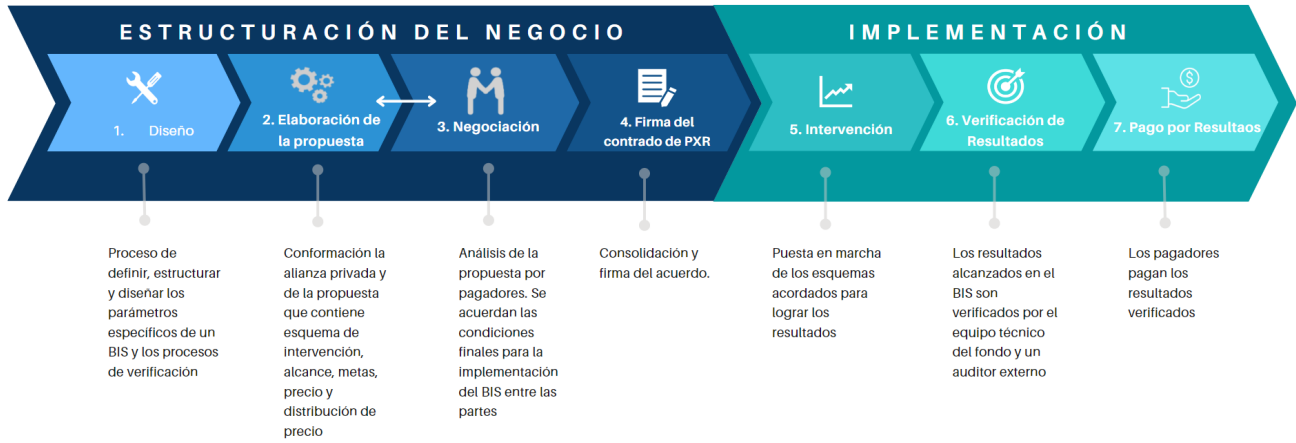 ESTRUCTURACIÓN DEL NEGOCIO
IMPLEMENTACIÓN
1. Diseño
2. Elaboración de
la propuesta
3. Negociación
4. Firma del
contrado de PXR
5. Intervención
6. Verificación de
Resultados
7. Pago por Resultaos
Proceso de
definir, estructurar
y diseñar los
parámetros
específicos de un
BIS y los procesos
de verificación
Conformación la
alianza privada y
de la propuesta
que contiene
esquema de
intervención,
alcance, metas,
precio y
distribución de
precio
Análisis de la
propuesta por
pagadores. Se
acuerdan las
condiciones
finales para la
implementación
del BIS entre las
partes
Consolidación y
firma del acuerdo.
Puesta en marcha
de los esquemas
acordados para
lograr los
resultados
Los resultados
alcanzados en el
BIS son
verificados por el
equipo técnico
del fondo y un
auditor externo
Los pagadores
pagan los
resultados
verificados